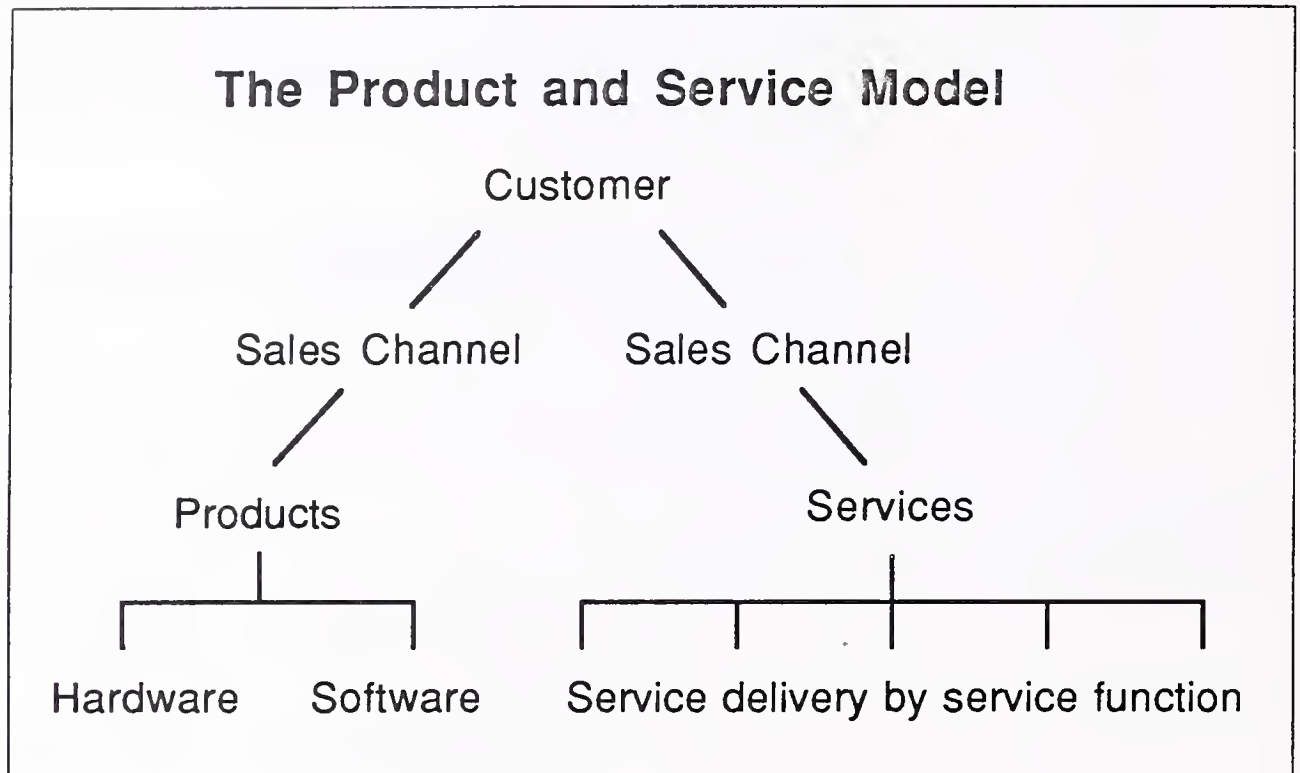 The Product and Service Model
Customer
Sales Channel Sales Channel
Products Services
Hardware Software Service delivery by service function